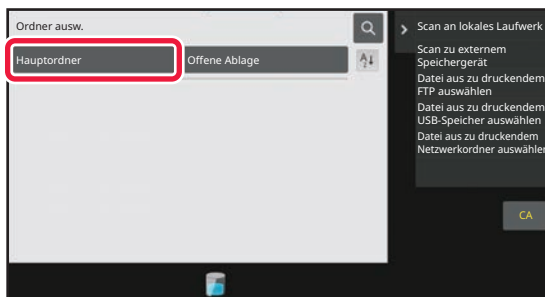 Ordner ausw.
Hauptordner
Offene Ablage
Scan an lokales Laufwerk
Scan zu externem
Speichergerät
Datei aus zu druckendem
FTP auswählen
Datei aus zu druckendem
USB-Speicher auswählen
Datei aus zu druckendem
Netzwerkordner auswählen
CA